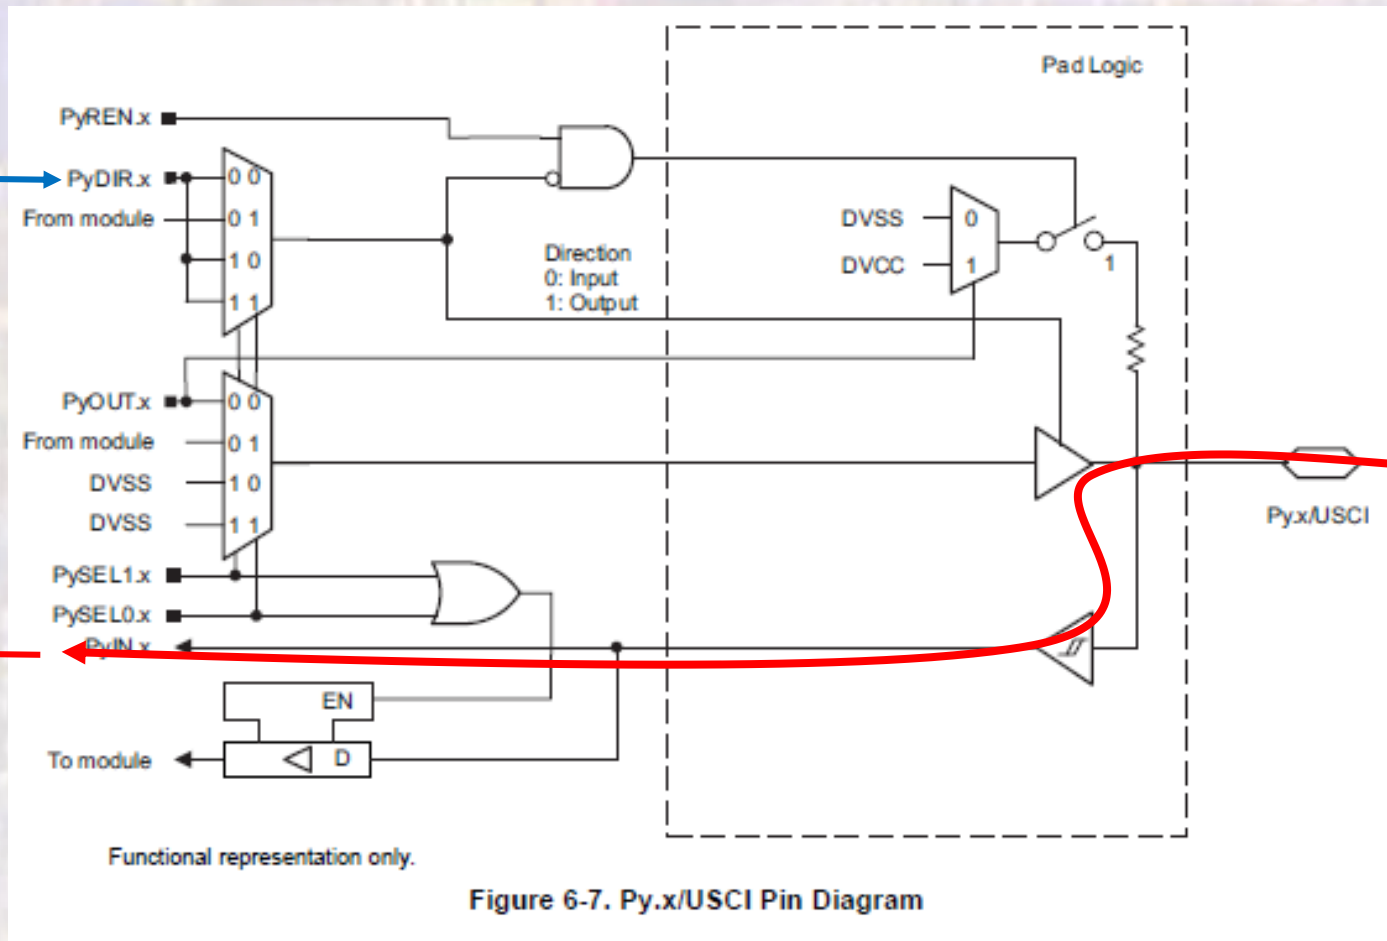 Pad Logic
PyREN.x
PyDIR.x
0 0
From module
0 1
1 0
1 1
Direction
0: Input
1: Output
DVSS
0
DVCC
1
1
PyOUT.x
0 0
From module
0 1
DVSS
1 0
DVSS
1 1
Py.x/USCI
PySEL1.x
PySEL0.x
PyIN.x
EN
To module
D
Functional representation only.
Figure 6-7. Py.x/USCI Pin Diagram